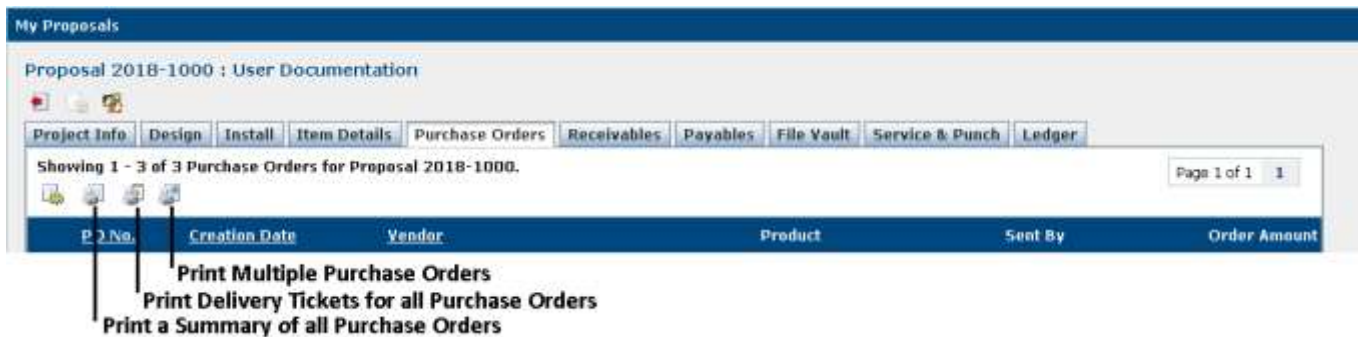 My Proposals
Proposal 2018-1000 : User Documentation
Project Info Design Install Item Details Purchase Orders Receivables Payables File Vault Service & Punch Ledger
Showing 1 - 3 of 3 Purchase Orders for Proposal 2018-1000.
Page 1 of 1 1
PO No. Creation Date Vendor Product Sent By Order Amount
Print Multiple Purchase Orders
Print Delivery Tickets for all Purchase Orders
Print a Summary of all Purchase Orders